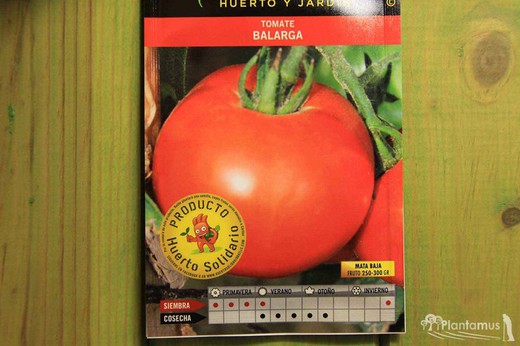 HUERTO Y JARDÍN
TOMATE
BALARGA
PRODUCTO
Huerto Solidario
MATA BAJA
FRUTO 250-300 GR
PRIMAVERA VERANO OTOÑO INVIERNO
SIEMBRA
COSECHA
Plantamus